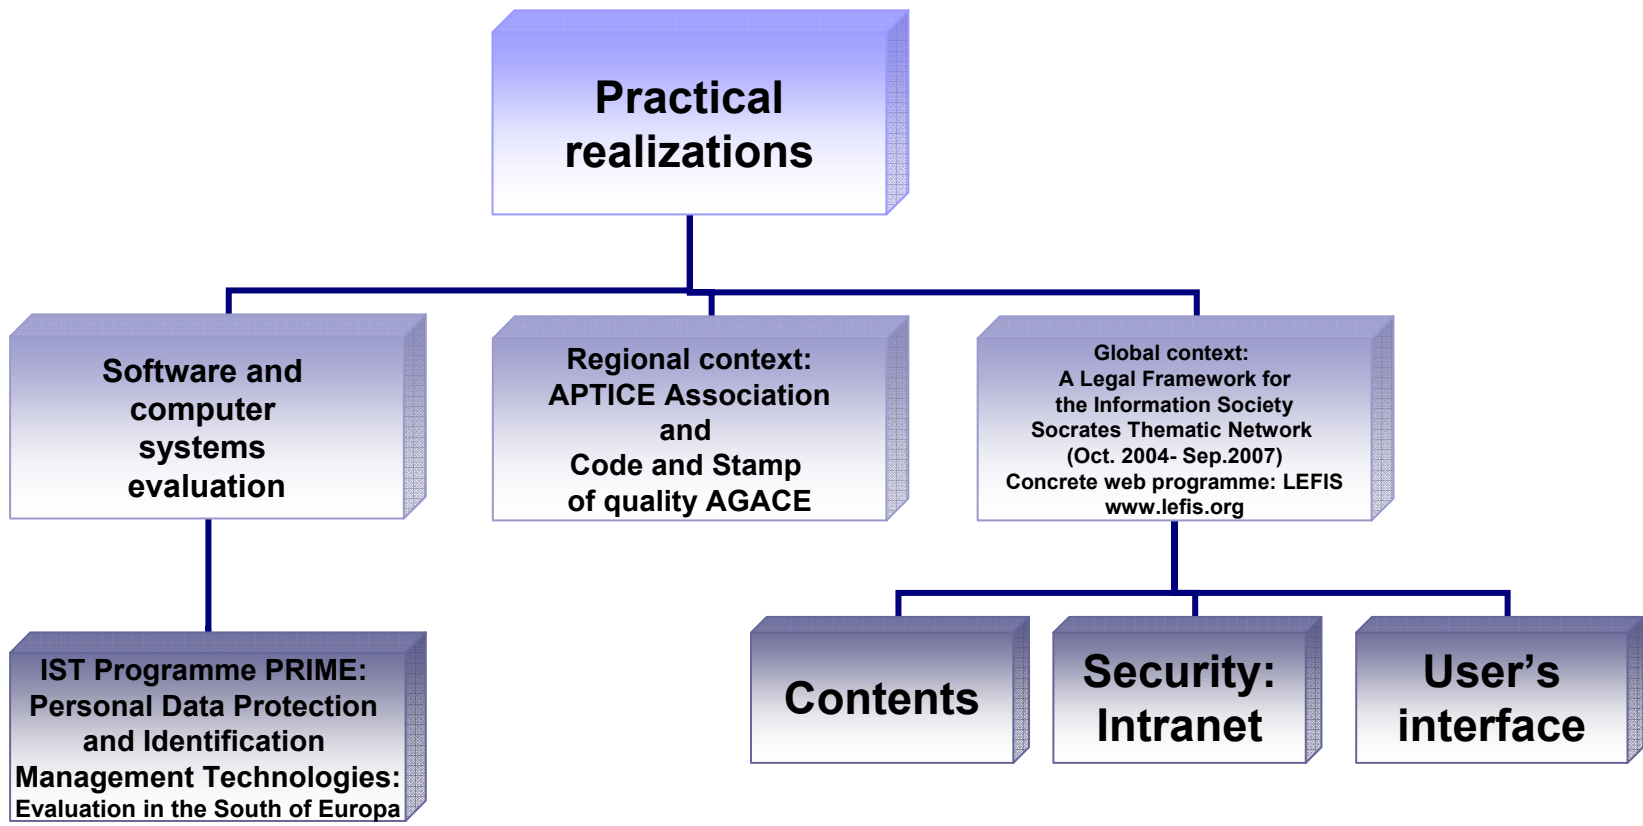 Practical
realizations
Software and
computer
systems
evaluation
Regional context:
APTICE Association
and
Code and Stamp
of quality AGACE
Global context:
A Legal Framework for
the Information Society
Socrates Thematic Network
(Oct. 2004- Sep.2007)
Concrete web programme: LEFIS
www.lefis.org
IST Programme PRIME:
Personal Data Protection
and Identification
Management Technologies:
Evaluation in the South of Europa
Contents
Security:
Intranet
User’s
interface